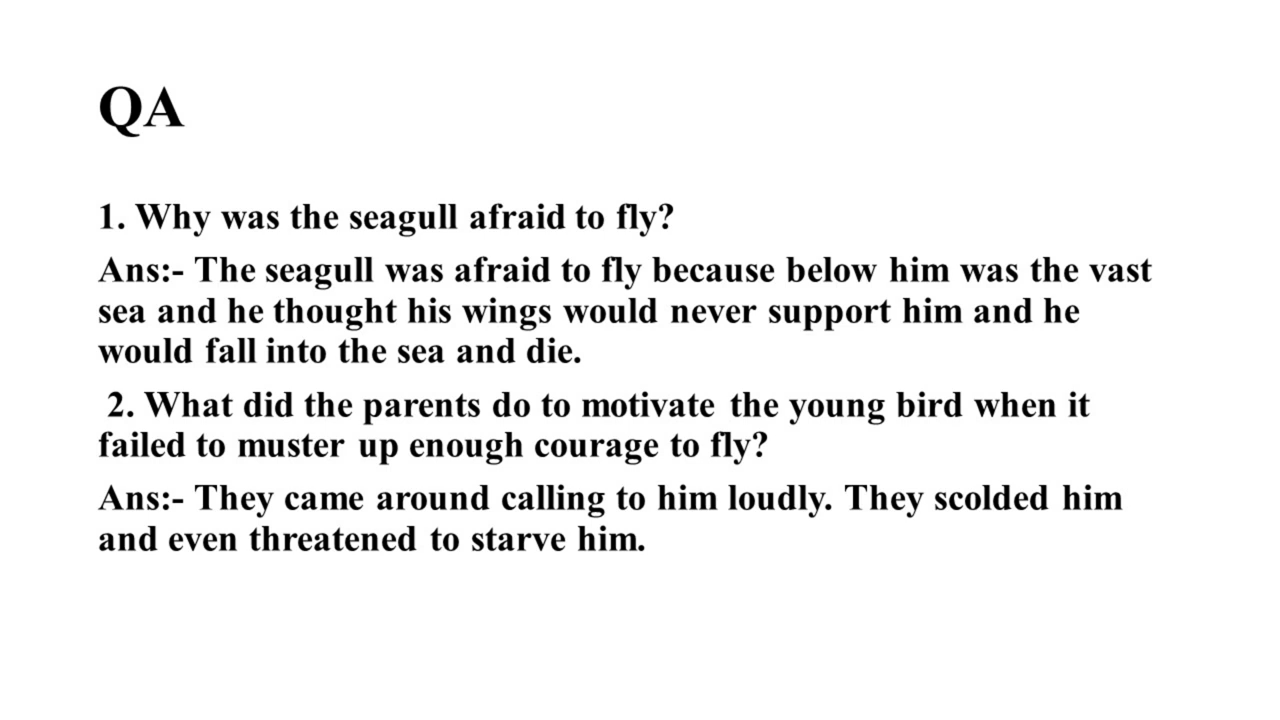 QA
1. Why was the seagull afraid to fly?
Ans:- The seagull was afraid to fly because below him was the vast
sea and he thought his wings would never support him and he
would fall into the sea and die.
2. What did the parents do to motivate the young bird when it
failed to muster up enough courage to fly?
Ans:- They came around calling to him loudly. They scolded him
and even threatened to starve him.